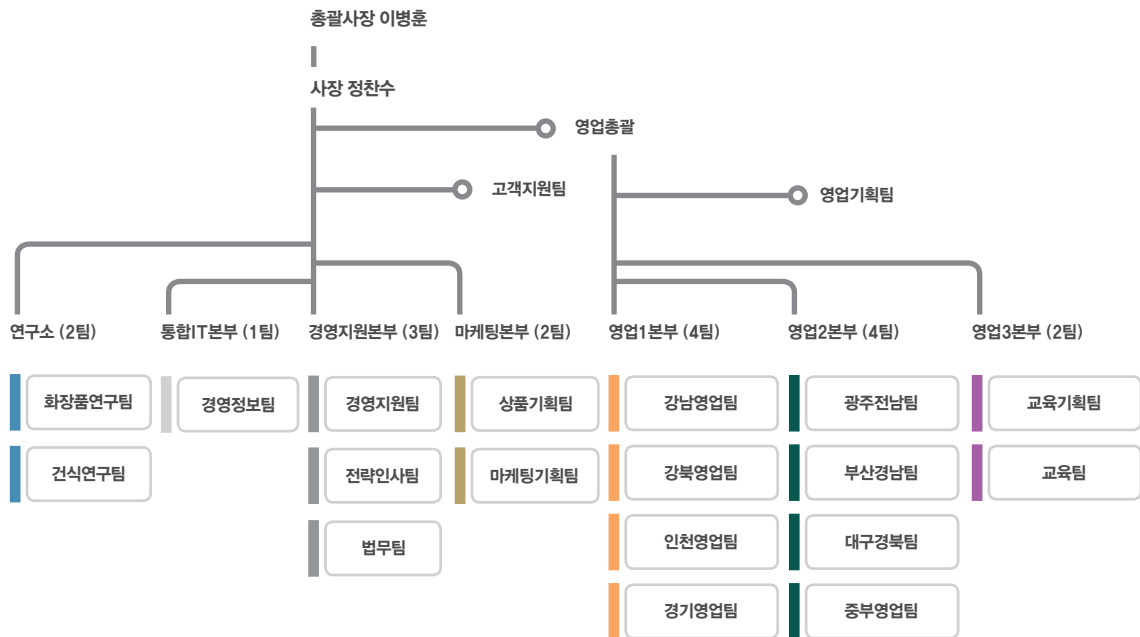 총괄사장 이병훈
사장 정찬수
영업총괄
고객지원팀
영업기획팀
연구소 (2팀)
통합IT본부 (1팀)
경영지원본부 (3팀)
마케팅본부 (2팀)
영업1본부 (4팀)
영업2본부 (4팀)
영업3본부 (2팀)
화장품연구팀
경영정보팀
경영지원팀
상품기획팀
강남영업팀
광주전남팀
교육기획팀
건식연구팀
전략인사팀
마케팅기획팀
강북영업팀
부산경남팀
교육팀
법무팀
인천영업팀
대구경북팀
경기영업팀
중부영업팀